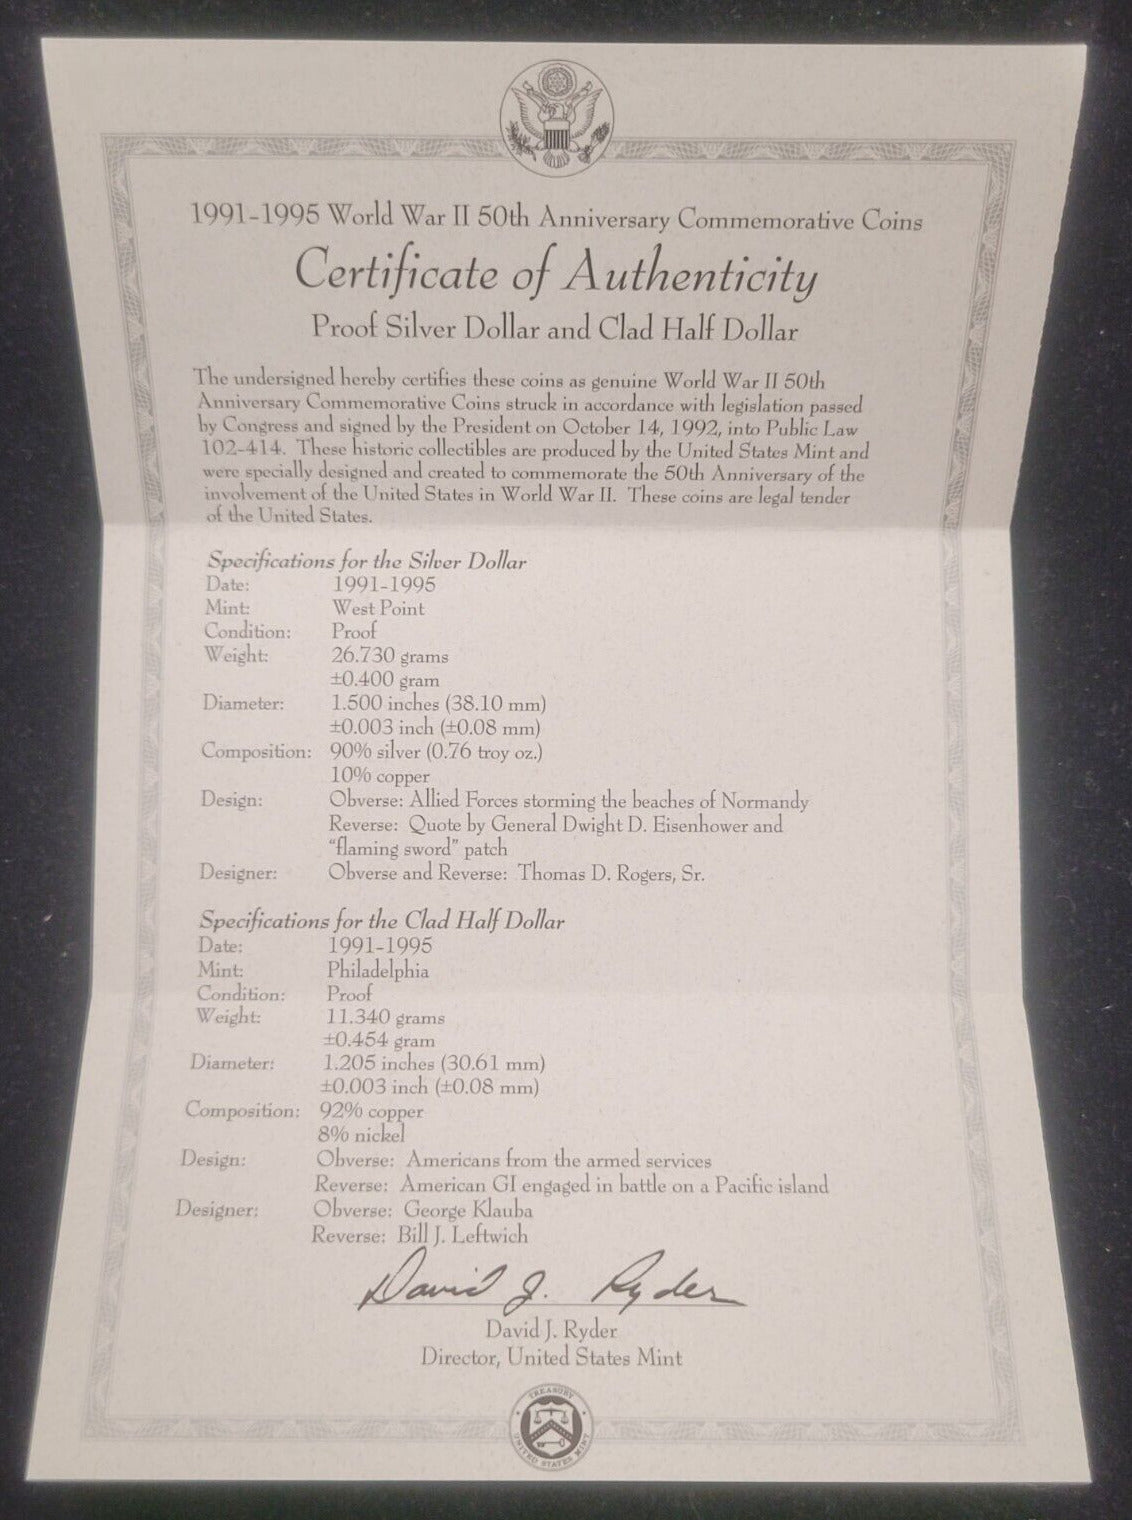 1991-1995 World War II 50th Anniversary Commemorative Coins
Certificate of Authenticity
Proof Silver Dollar and Clad Half Dollar
The undersigned hereby certifies these coins as genuine World War II 50th
Anniversary Commemorative Coins struck in accordance with legislation passed
by Congress and signed by the President on October 14, 1992, into Public Law
102-414. These historic collectibles are produced by the United States Mint and
were specially designed and created to commemorate the 50th Anniversary of the
involvement of the United States in World War II. These coins are legal tender
of the United States.
Specifications for the Silver Dollar
Date: 1991-1995
Mint: West Point
Condition: Proof
Weight: 26.730 grams
±0.400 gram
Diameter: 1.500 inches (38.10 mm)
±0.003 inch (±0.08 mm)
Composition: 90% silver (0.76 troy oz.)
10% copper
Design: Obverse: Allied Forces storming the beaches of Normandy
Reverse: Quote by General Dwight D. Eisenhower and
"flaming sword" patch
Designer: Obverse and Reverse: Thomas D. Rogers, Sr.
Specifications for the Clad Half Dollar
Date: 1991-1995
Mint: Philadelphia
Condition: Proof
Weight: 11.340 grams
±0.454 gram
Diameter: 1.205 inches (30.61 mm)
±0.003 inch (±0.08 mm)
Composition: 92% copper
8% nickel
Design: Obverse: Americans from the armed services
Reverse: American GI engaged in battle on a Pacific island
Designer: Obverse: George Klauba
Reverse: Bill J. Leftwich
David J. Ryder
David J. Ryder
Director, United States Mint
TREASURY
UNITED STATES MINT